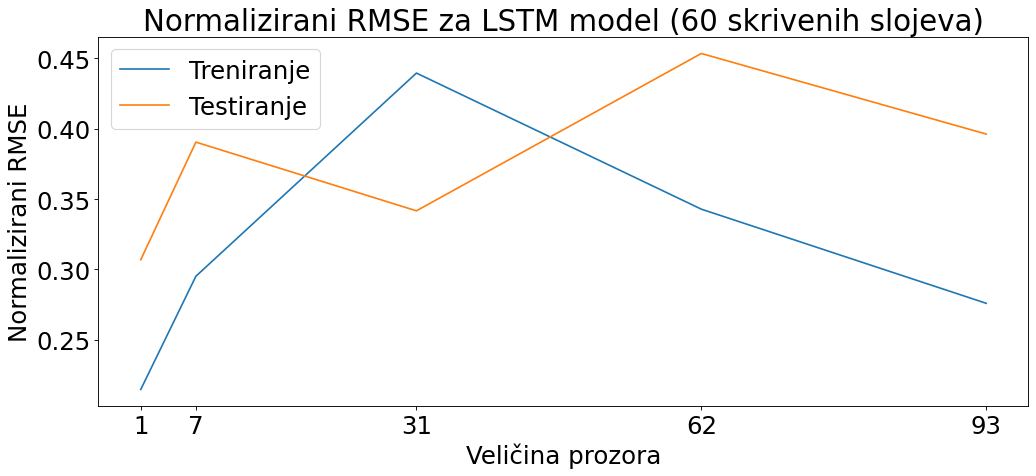 Normalizirani RMSE za LSTM model (60 skrivenih slojeva)
Treniranje
Testiranje
Normalizirani RMSE
0.45
0.40
0.35
0.30
0.25
1 7 31 62 93
Veličina prozora